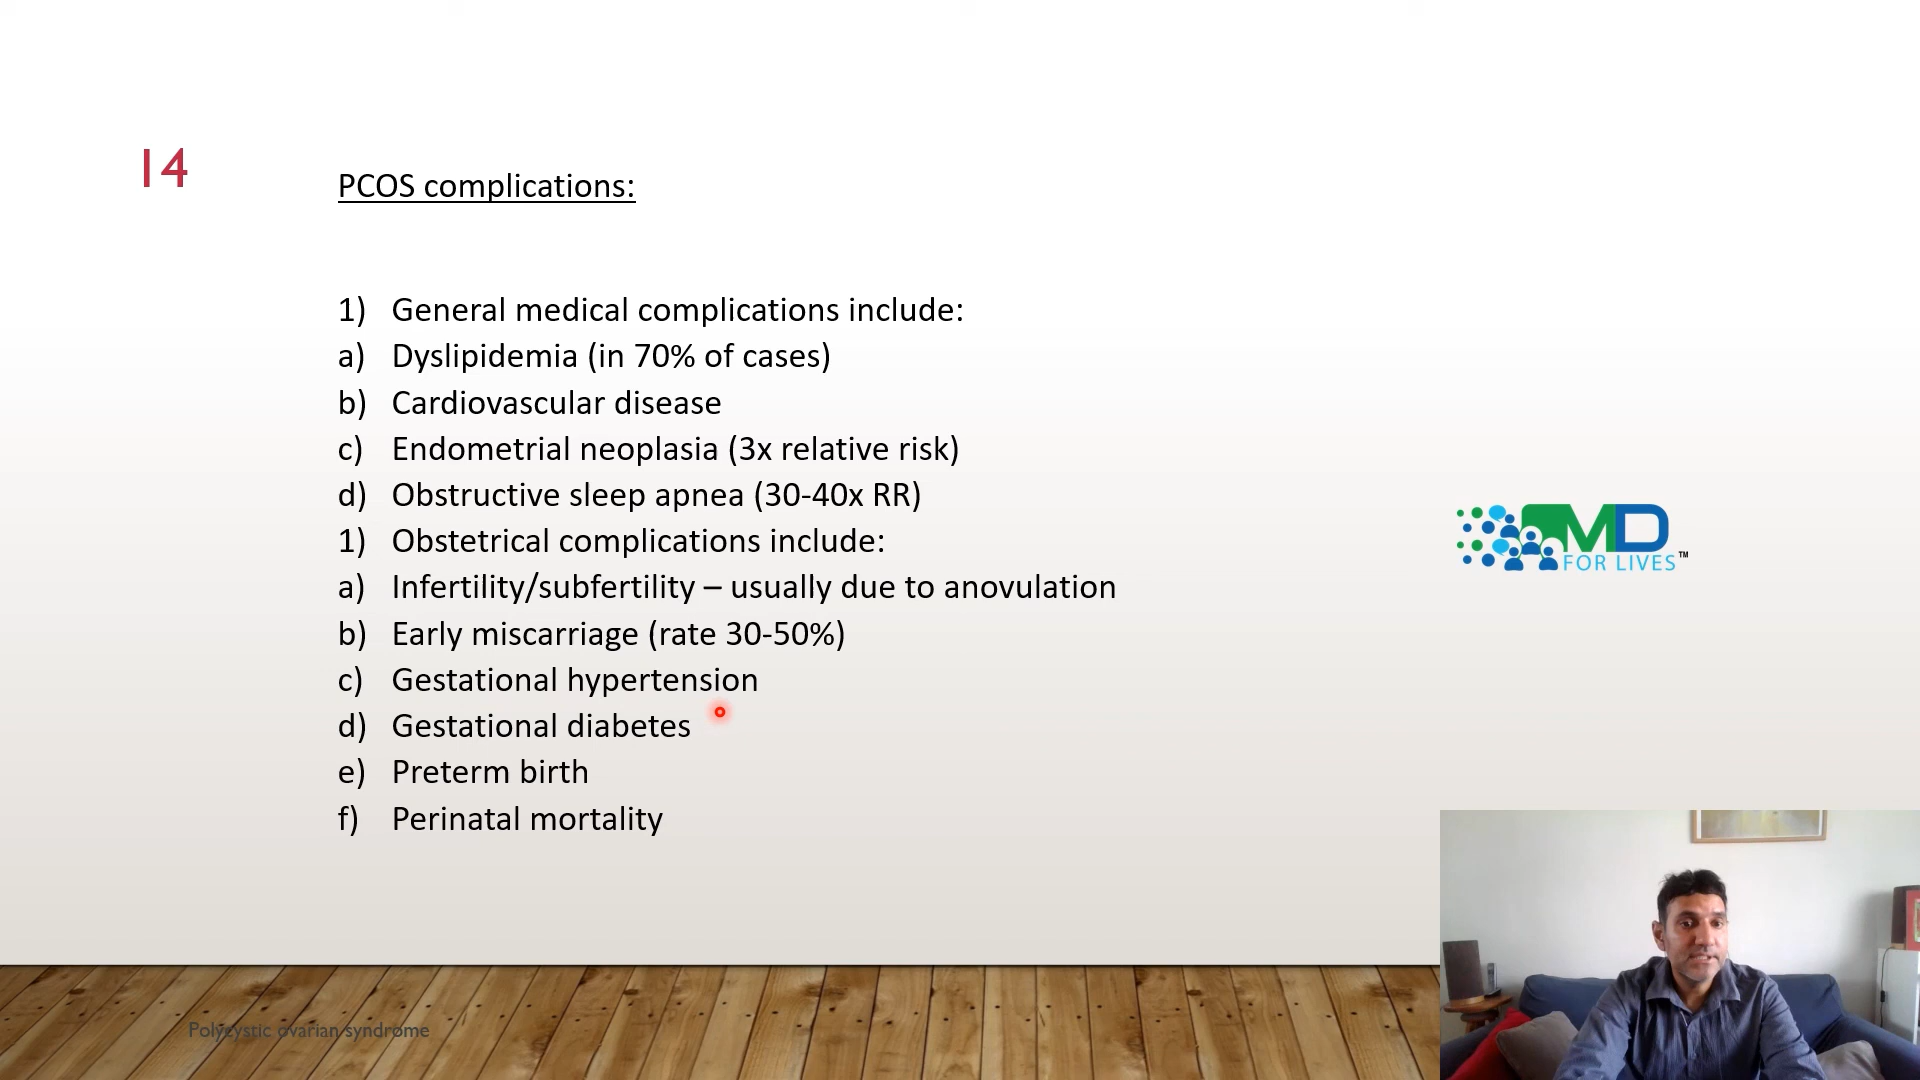 14
PCOS complications:
1) General medical complications include:
a) Dyslipidemia (in 70% of cases)
b) Cardiovascular disease
c) Endometrial neoplasia (3x relative risk)
d) Obstructive sleep apnea (30-40x RR)
1) Obstetrical complications include:
a) Infertility/subfertility – usually due to anovulation
b) Early miscarriage (rate 30-50%)
c) Gestational hypertension
d) Gestational diabetes
e) Preterm birth
f) Perinatal mortality
MD
FOR LIVES™
Polycystic ovarian syndrome